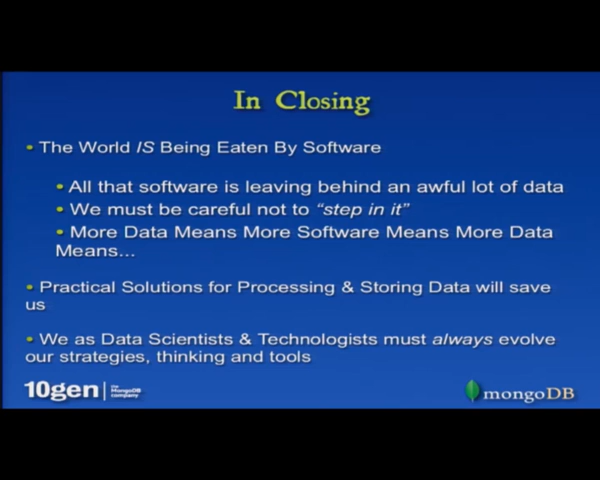 In Closing
• The World IS Being Eaten By Software
• All that software is leaving behind an awful lot of data
• We must be careful not to “step in it”
• More Data Means More Software Means More Data
Means...
• Practical Solutions for Processing & Storing Data will save
us
• We as Data Scientists & Technologists must always evolve
our strategies, thinking and tools
10gen
the
MongoDB
company
mongoDB